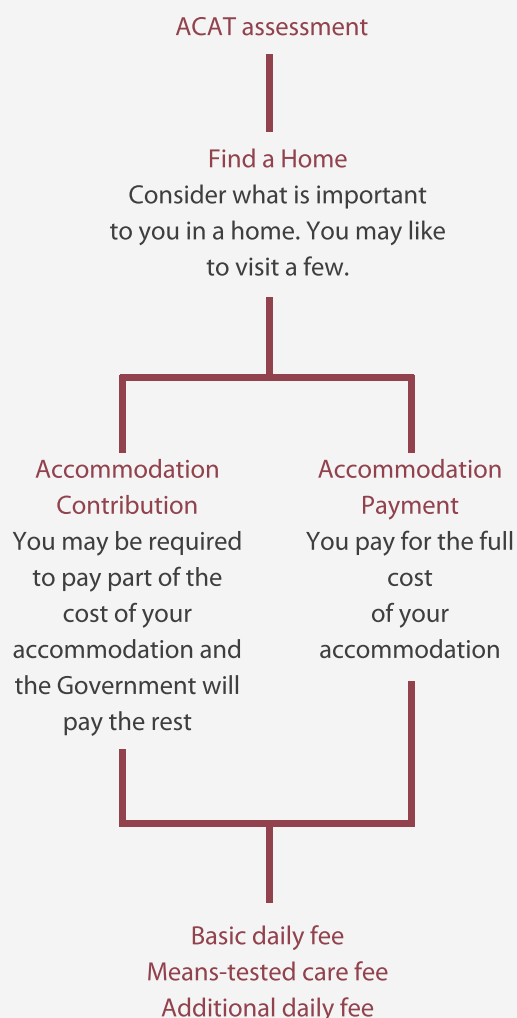 ACAT assessment
Find a Home
Consider what is important
to you in a home. You may like
to visit a few.
Accommodation
Contribution
You may be required
to pay part of the
cost of your
accommodation and
the Government will
pay the rest
Accommodation
Payment
You pay for the full
cost
of your
accommodation
Basic daily fee
Means-tested care fee
Additional daily fee